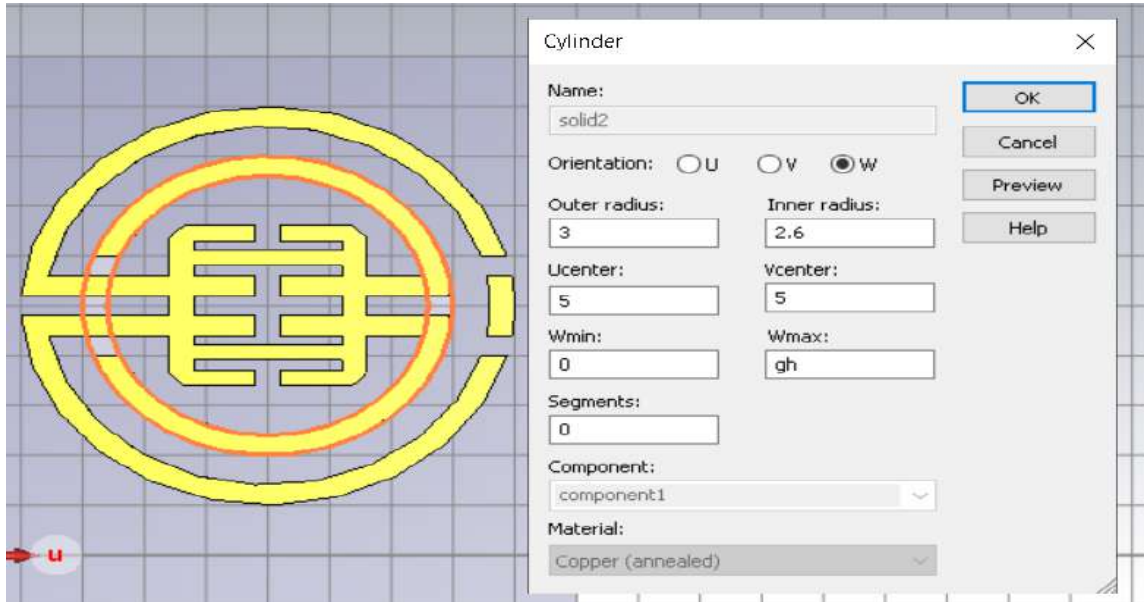 Cylinder
Name:
solid2
Orientation: U V W
Outer radius: Inner radius:
3 2.6
Ucenter: Vcenter:
5 5
Wmin: Wmax:
0 gh
Segments:
0
Component:
component1
Material:
Copper (annealed)
OK
Cancel
Preview
Help
u